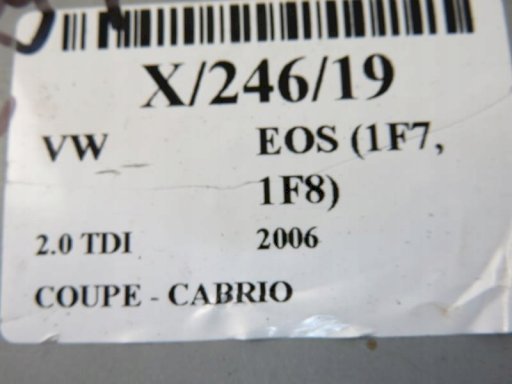 X/246/19
VW EOS (1F7,
1F8)
2.0 TDI 2006
COUPE - CABRIO